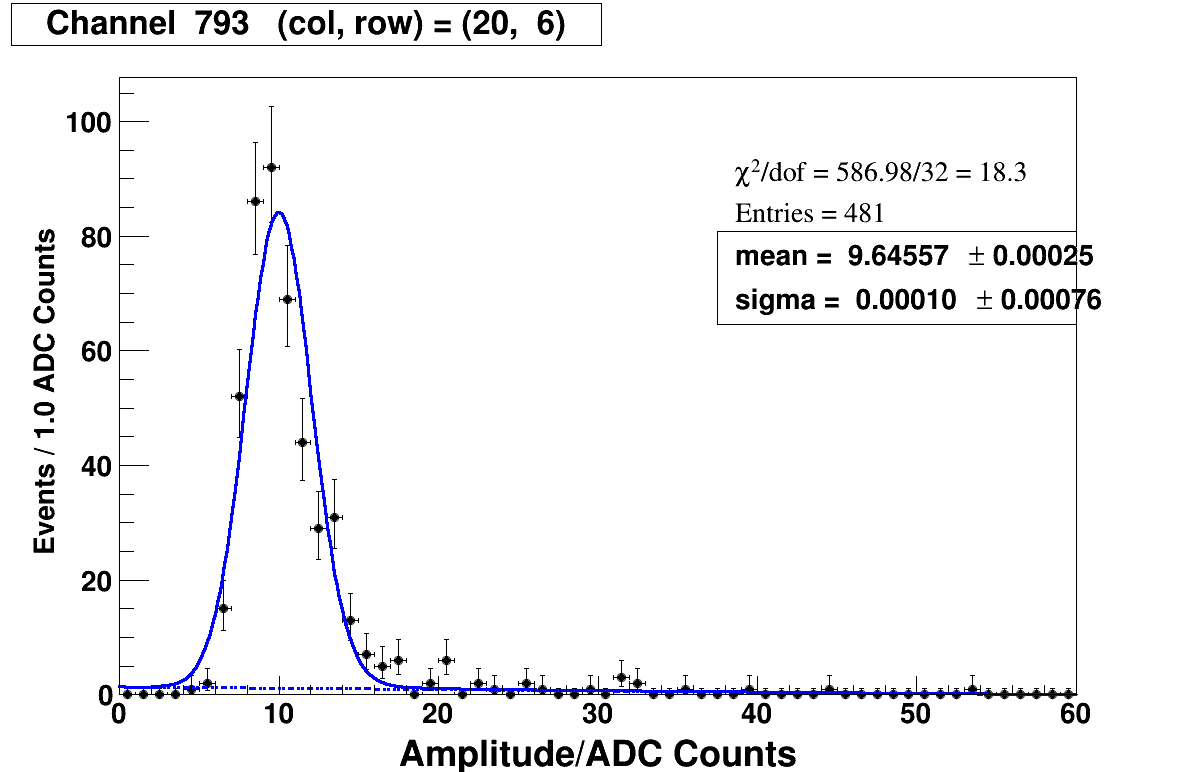 Channel 793 (col, row) = (20, 6)
χ²/dof = 586.98/32 = 18.3
Entries = 481
mean = 9.64557 ± 0.00025
sigma = 0.00010 ± 0.00076
Events / 1.0 ADC Counts
100
80
60
40
20
0
0 10 20 30 40 50 60
Amplitude/ADC Counts